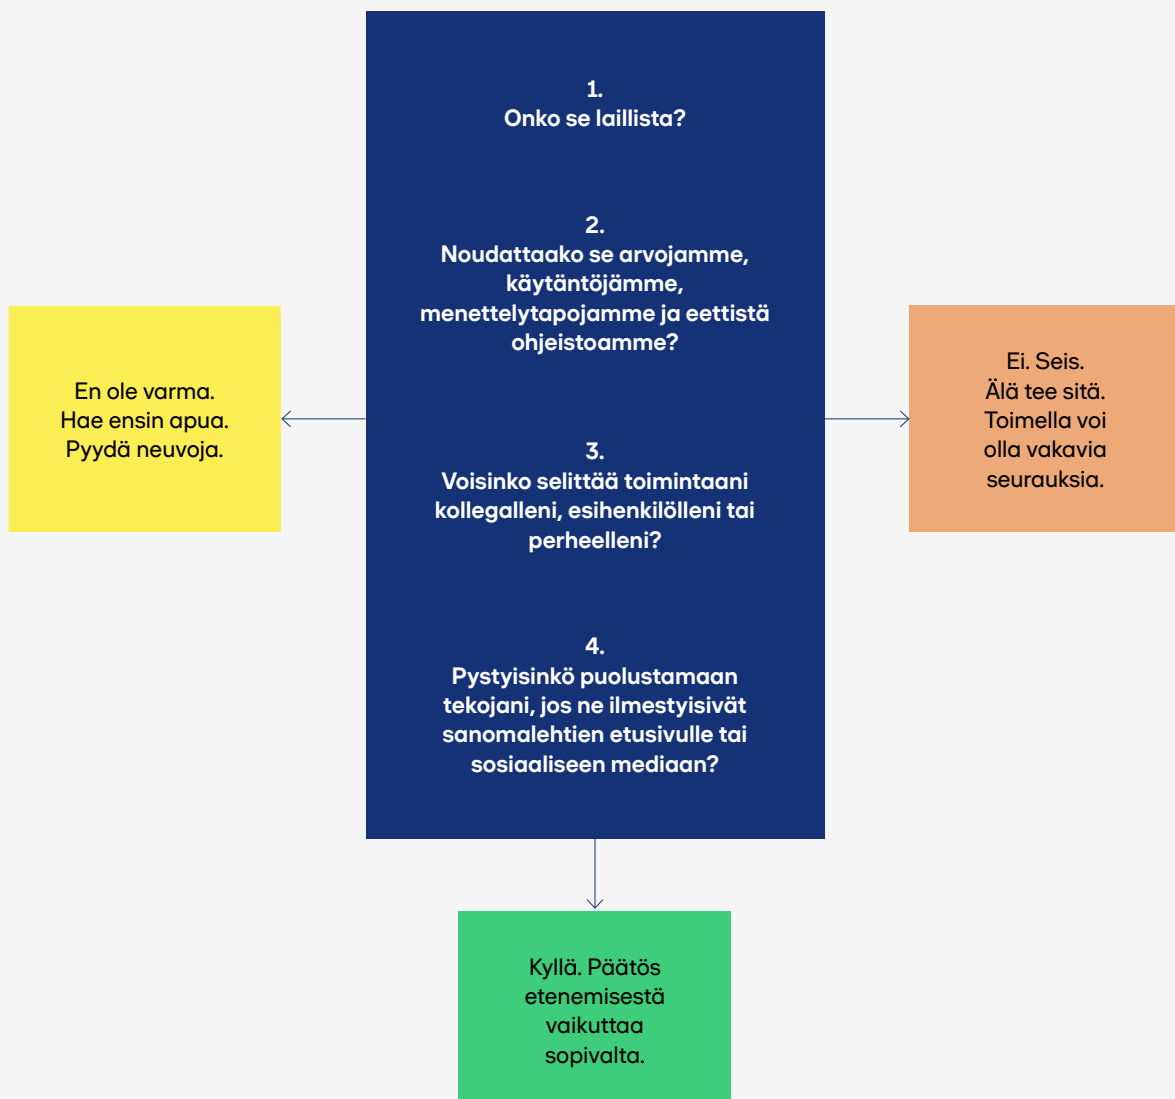 1.
Onko se laillista?
2.
Noudattaako se arvojamme,
käytäntöjämme,
menettelytapojamme ja eettistä
ohjeistoamme?
3.
Voisinko selittää toimintaani
kollegalleni, esihenkilölleni tai
perheelleni?
4.
Pystyisinkö puolustamaan
tekojani, jos ne ilmestyisivät
sanomalehtien etusivulle tai
sosiaaliseen mediaan?
En ole varma.
Hae ensin apua.
Pyydä neuvoja.
Ei. Seis.
Älä tee sitä.
Toimella voi
olla vakavia
seurauksia.
Kyllä. Päätös
etenemisestä
vaikuttaa
sopivalta.